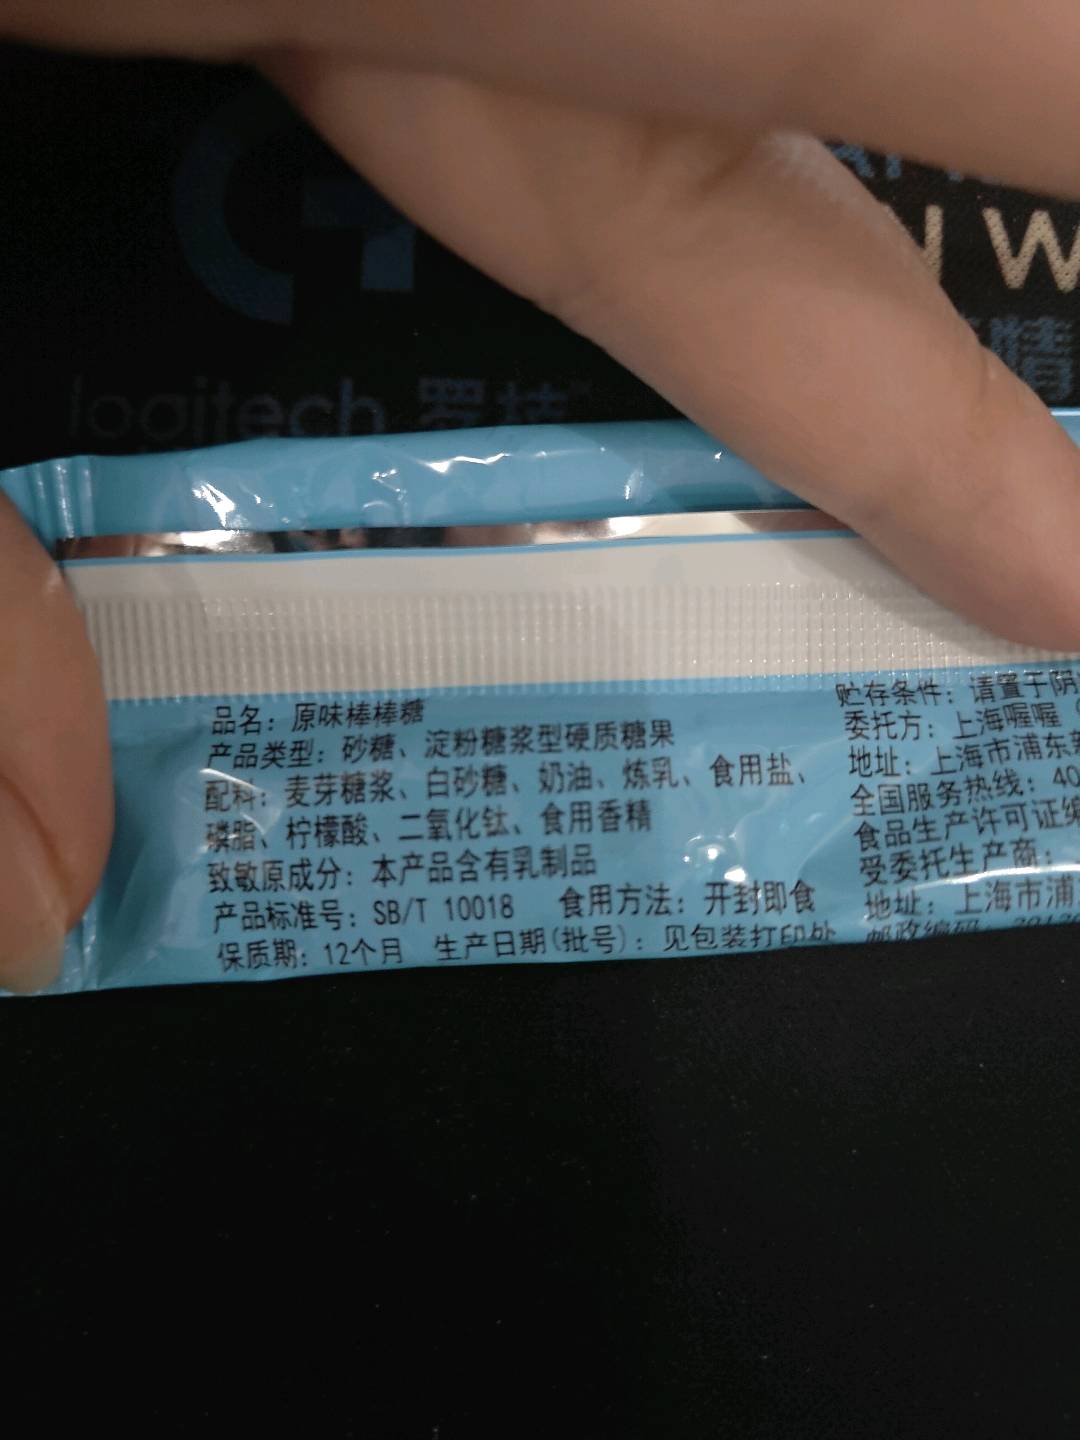 N W
logitech 罗技
品名：原味棒棒糖
产品类型：砂糖、淀粉糖浆型硬质糖果
配料：麦芽糖浆、白砂糖、奶油、炼乳、食用盐、
磷脂、柠檬酸、二氧化钛、食用香精
致敏原成分：本产品含有乳制品
产品标准号：SB/T 10018 食用方法：开封即食
保质期：12个月 生产日期(批号)：见包装打印处
贮存条件：请置于阴
委托方：上海喔喔（
地址：上海市浦东新
全国服务热线：40
食品生产许可证编
受委托生产商：
地址：上海市浦
邮政编码：